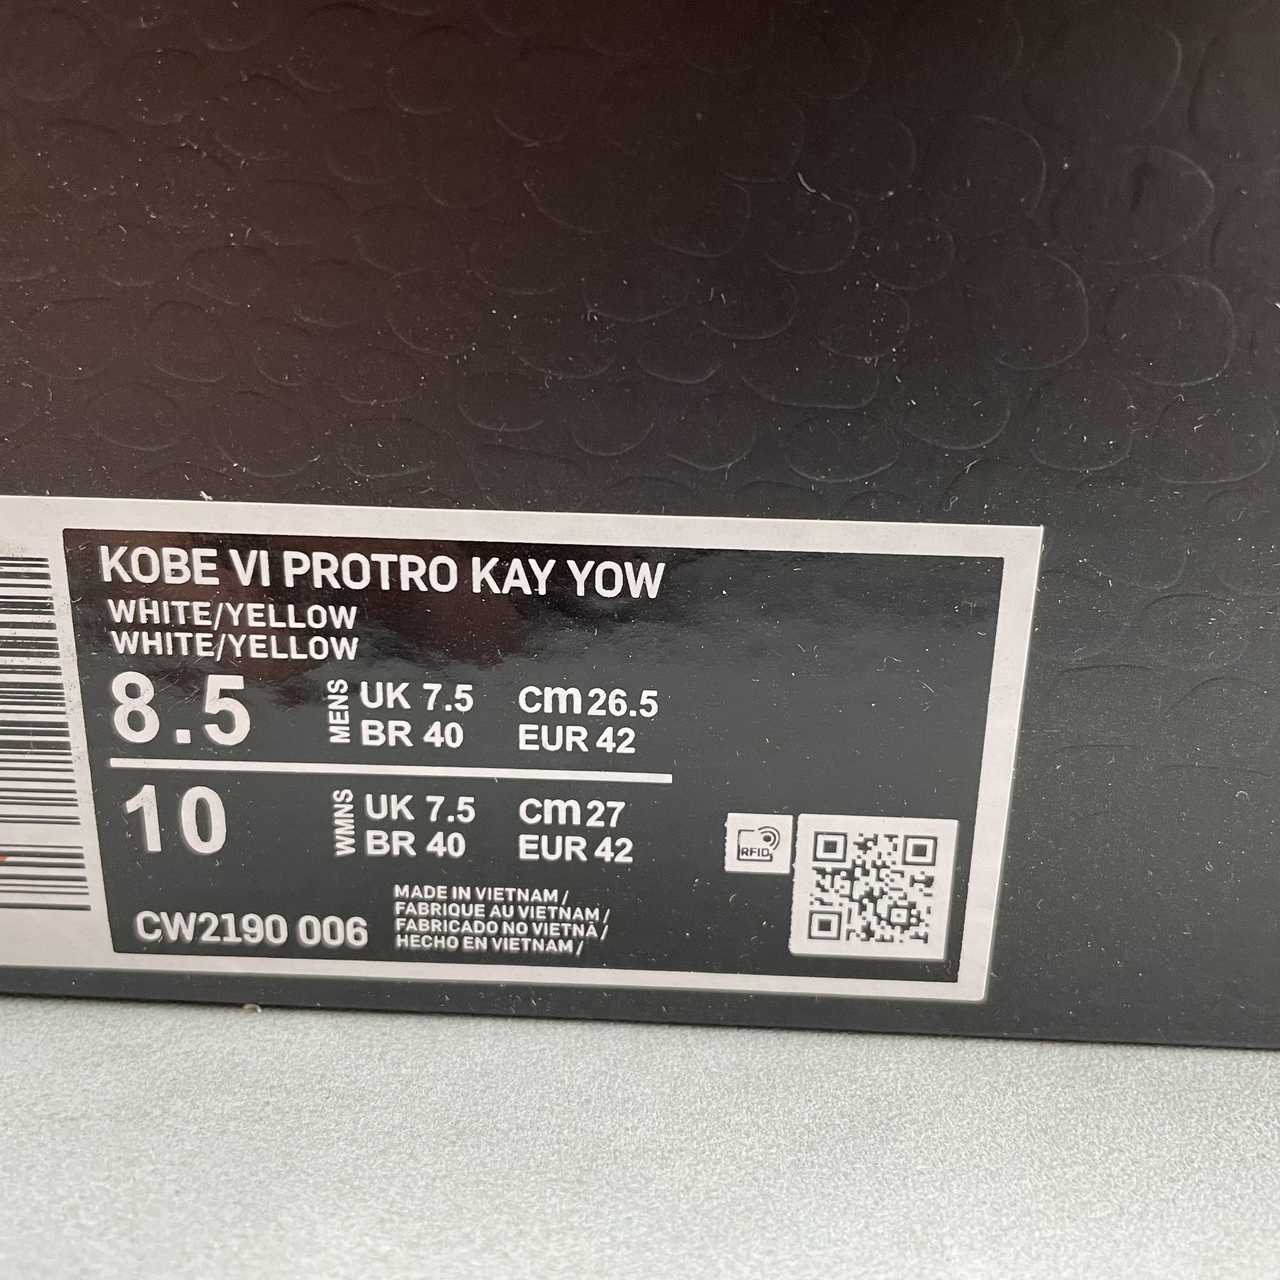 KOBE VI PROTRO KAY YOW
WHITE/YELLOW
WHITE/YELLOW
8.5 MENS UK 7.5 cm 26.5
BR 40 EUR 42
10 WMNS UK 7.5 cm 27
BR 40 EUR 42
CW2190 006
MADE IN VIETNAM /
FABRIQUE AU VIETNAM /
FABRICADO NO VIETNÃ /
HECHO EN VIETNAM /
RFID